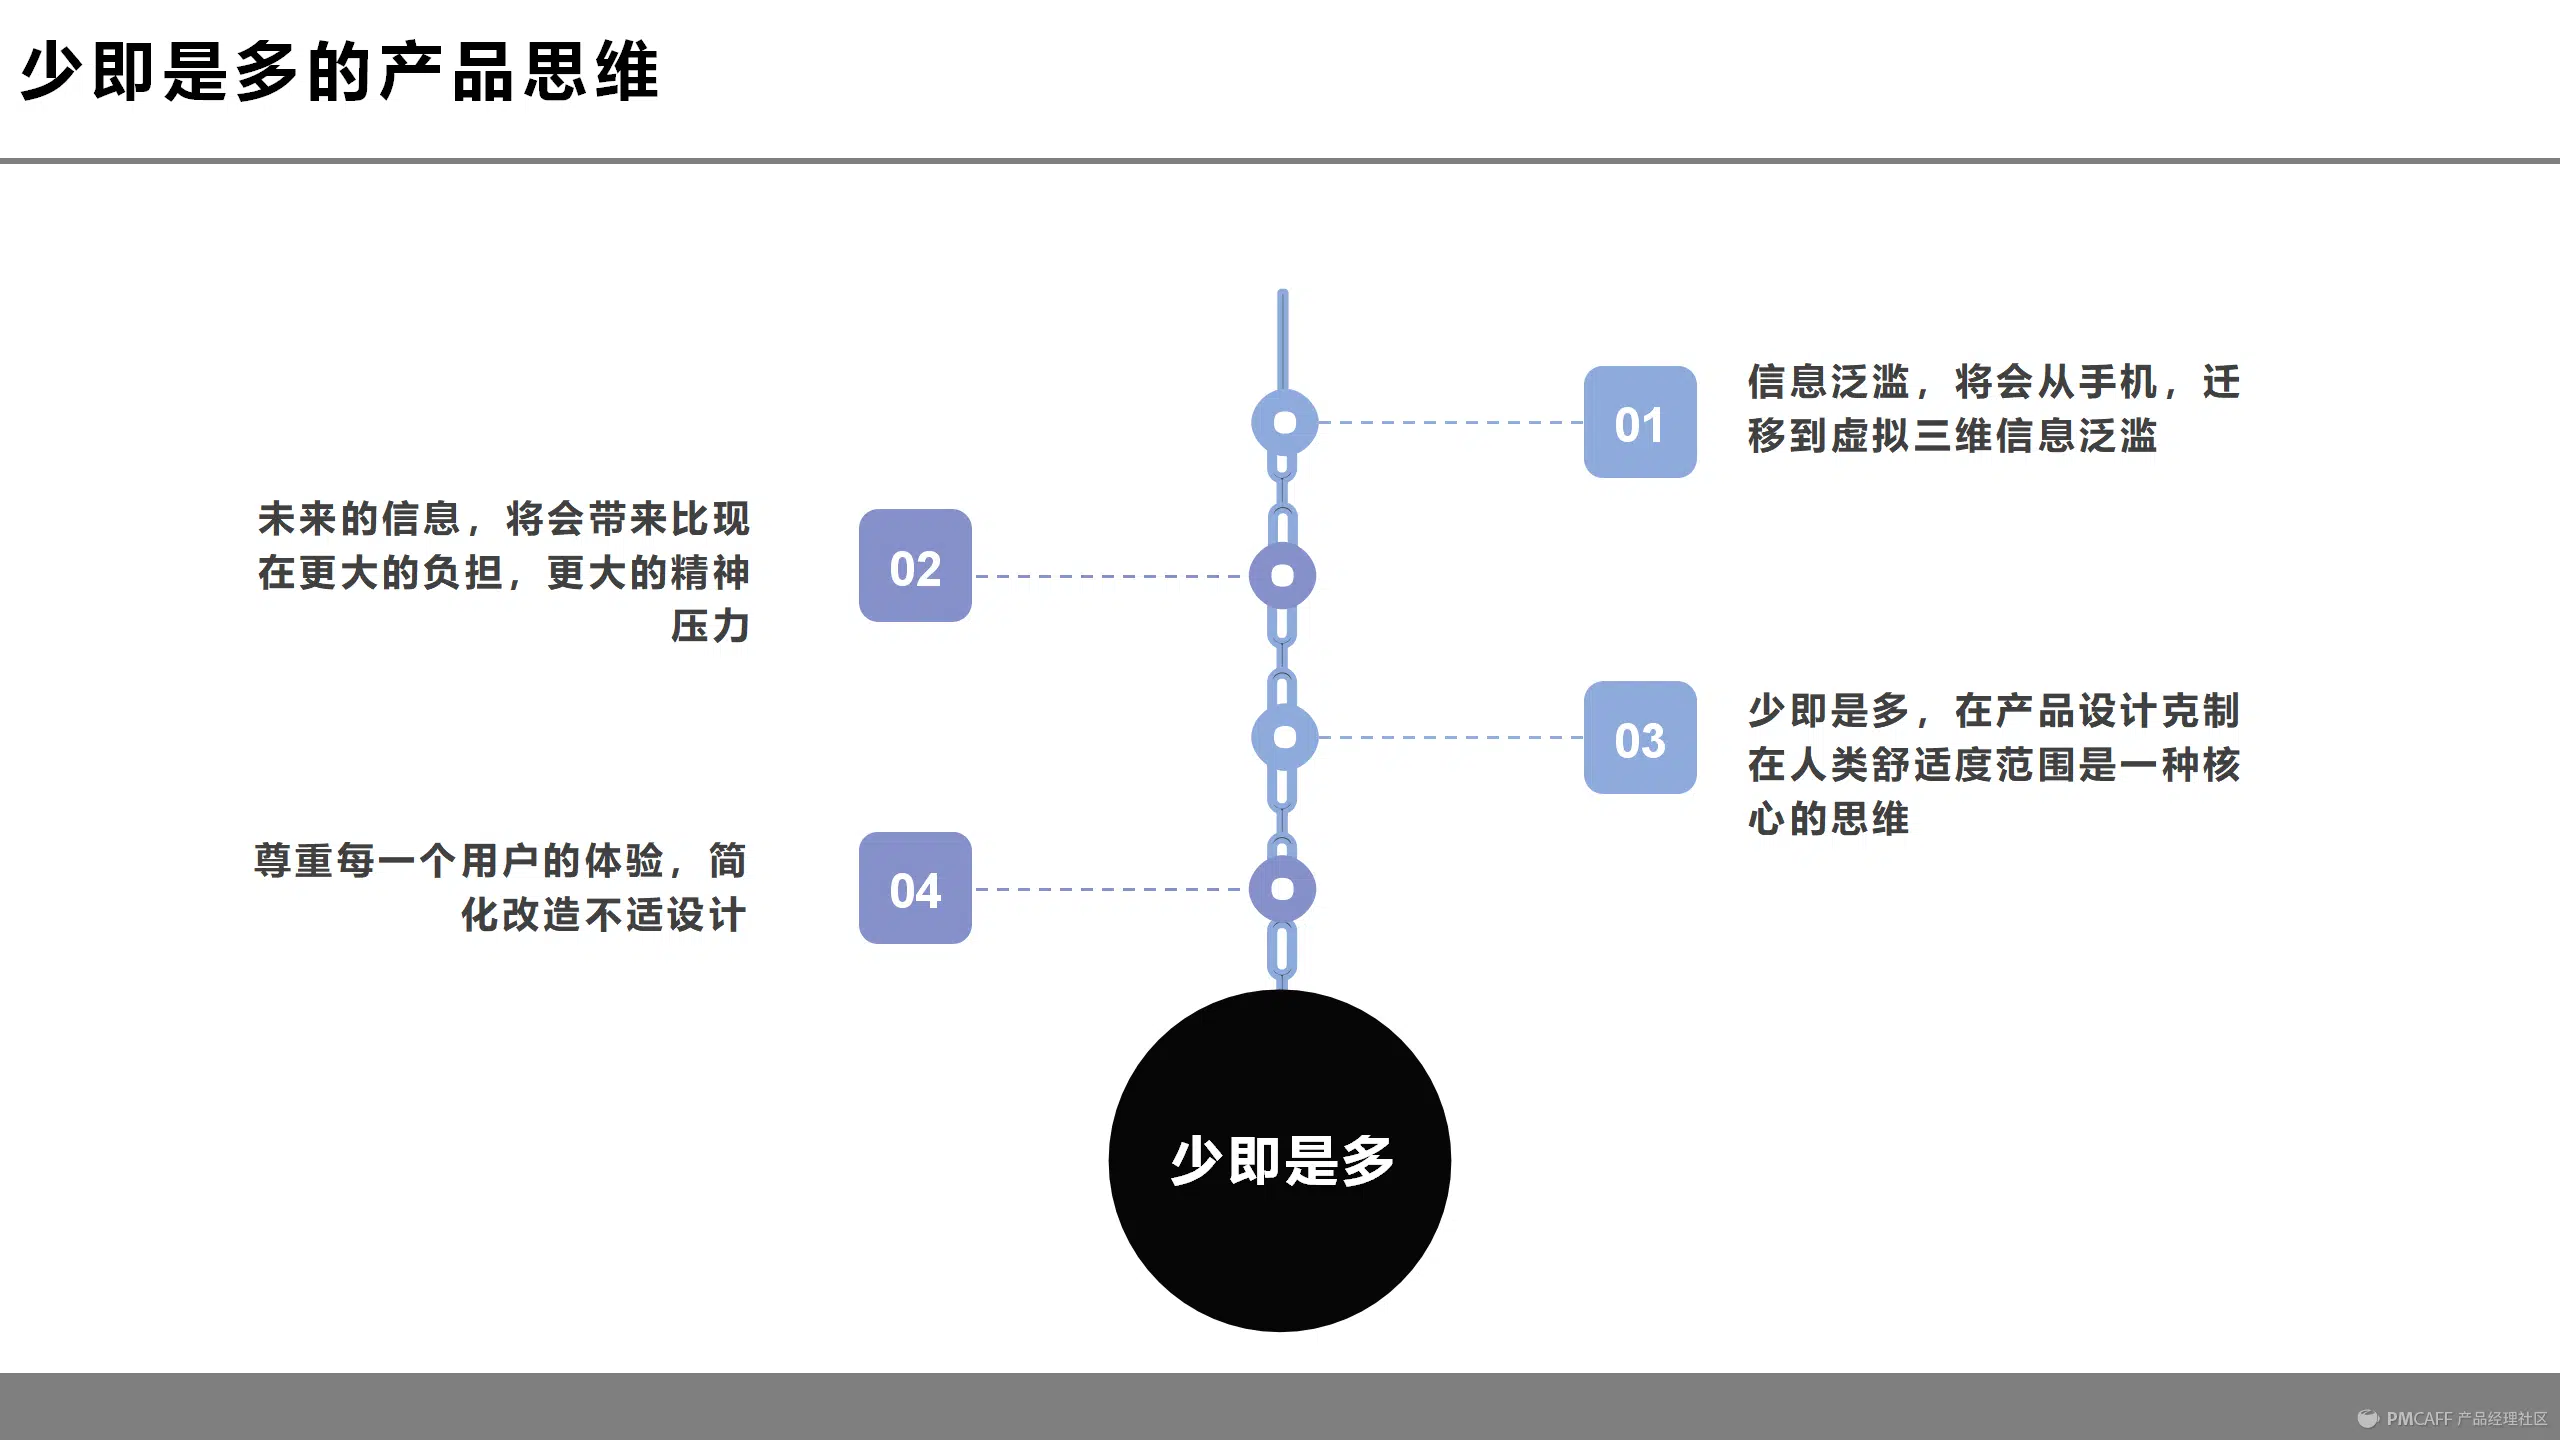 少即是多的产品思维
01
信息泛滥，将会从手机，迁
移到虚拟三维信息泛滥
未来的信息，将会带来比现
在更大的负担，更大的精神
压力
02
03
少即是多，在产品设计克制
在人类舒适度范围是一种核
心的思维
尊重每一个用户的体验，简
化改造不适设计
04
少即是多
PMCAFF 产品经理社区